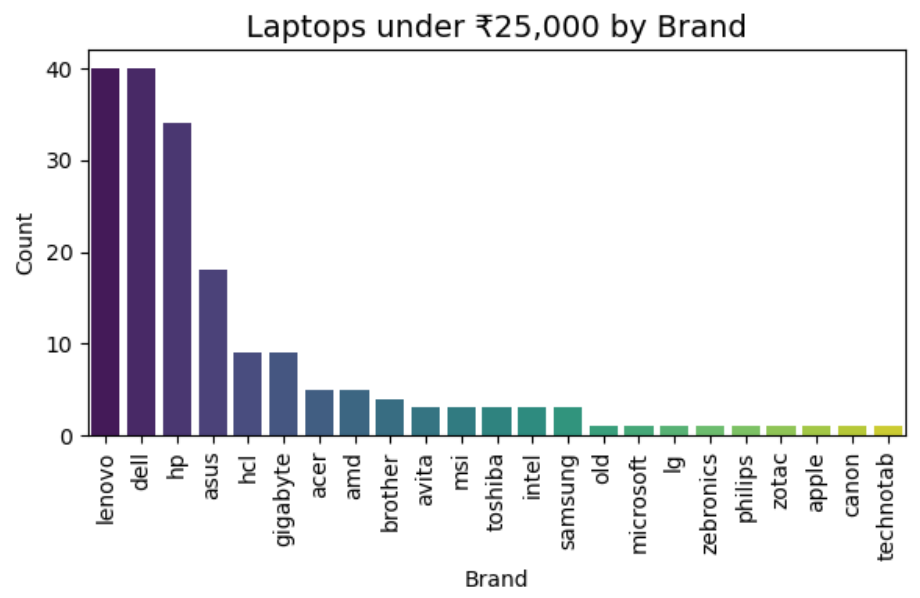 Laptops under ₹25,000 by Brand
Count
40
30
20
10
0
lenovo
dell
hp
asus
hcl
gigabyte
acer
amd
brother
avita
msi
toshiba
intel
samsung
old
microsoft
lg
zebronics
philips
zotac
apple
canon
technotab
Brand